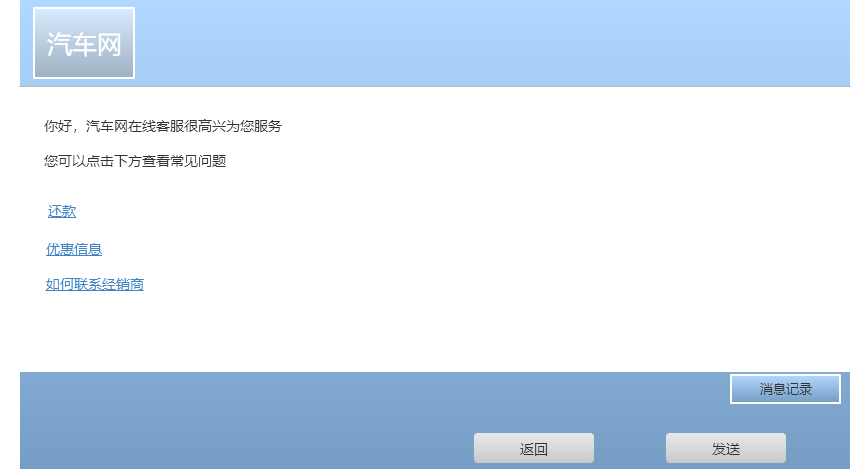 汽车网
你好，汽车网在线客服很高兴为您服务
您可以点击下方查看常见问题
还款
优惠信息
如何联系经销商
消息记录
返回
发送